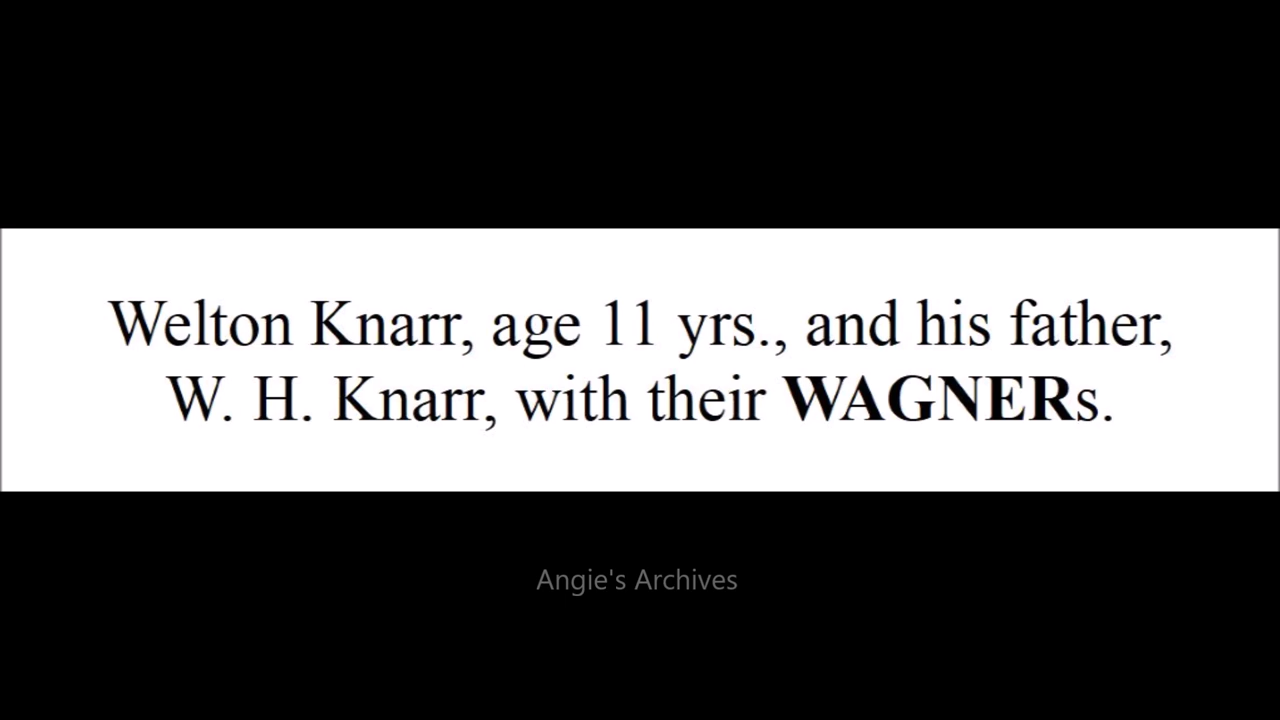 Welton Knarr, age 11 yrs., and his father,
W. H. Knarr, with their WAGNERs.
Angie's Archives